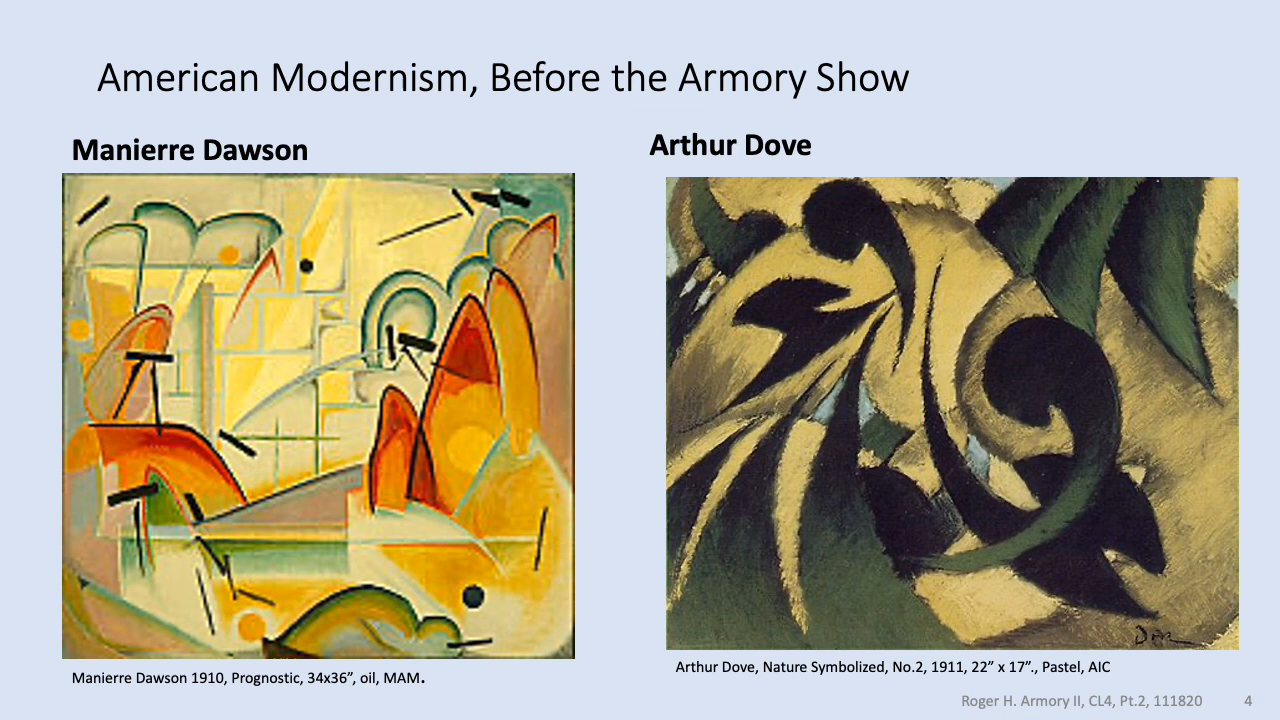 American Modernism, Before the Armory Show
Manierre Dawson
Arthur Dove
Dove
Manierre Dawson 1910, Prognostic, 34x36”, oil, MAM.
Arthur Dove, Nature Symbolized, No.2, 1911, 22” x 17”., Pastel, AIC
Roger H. Armory II, CL4, Pt.2, 111820
4